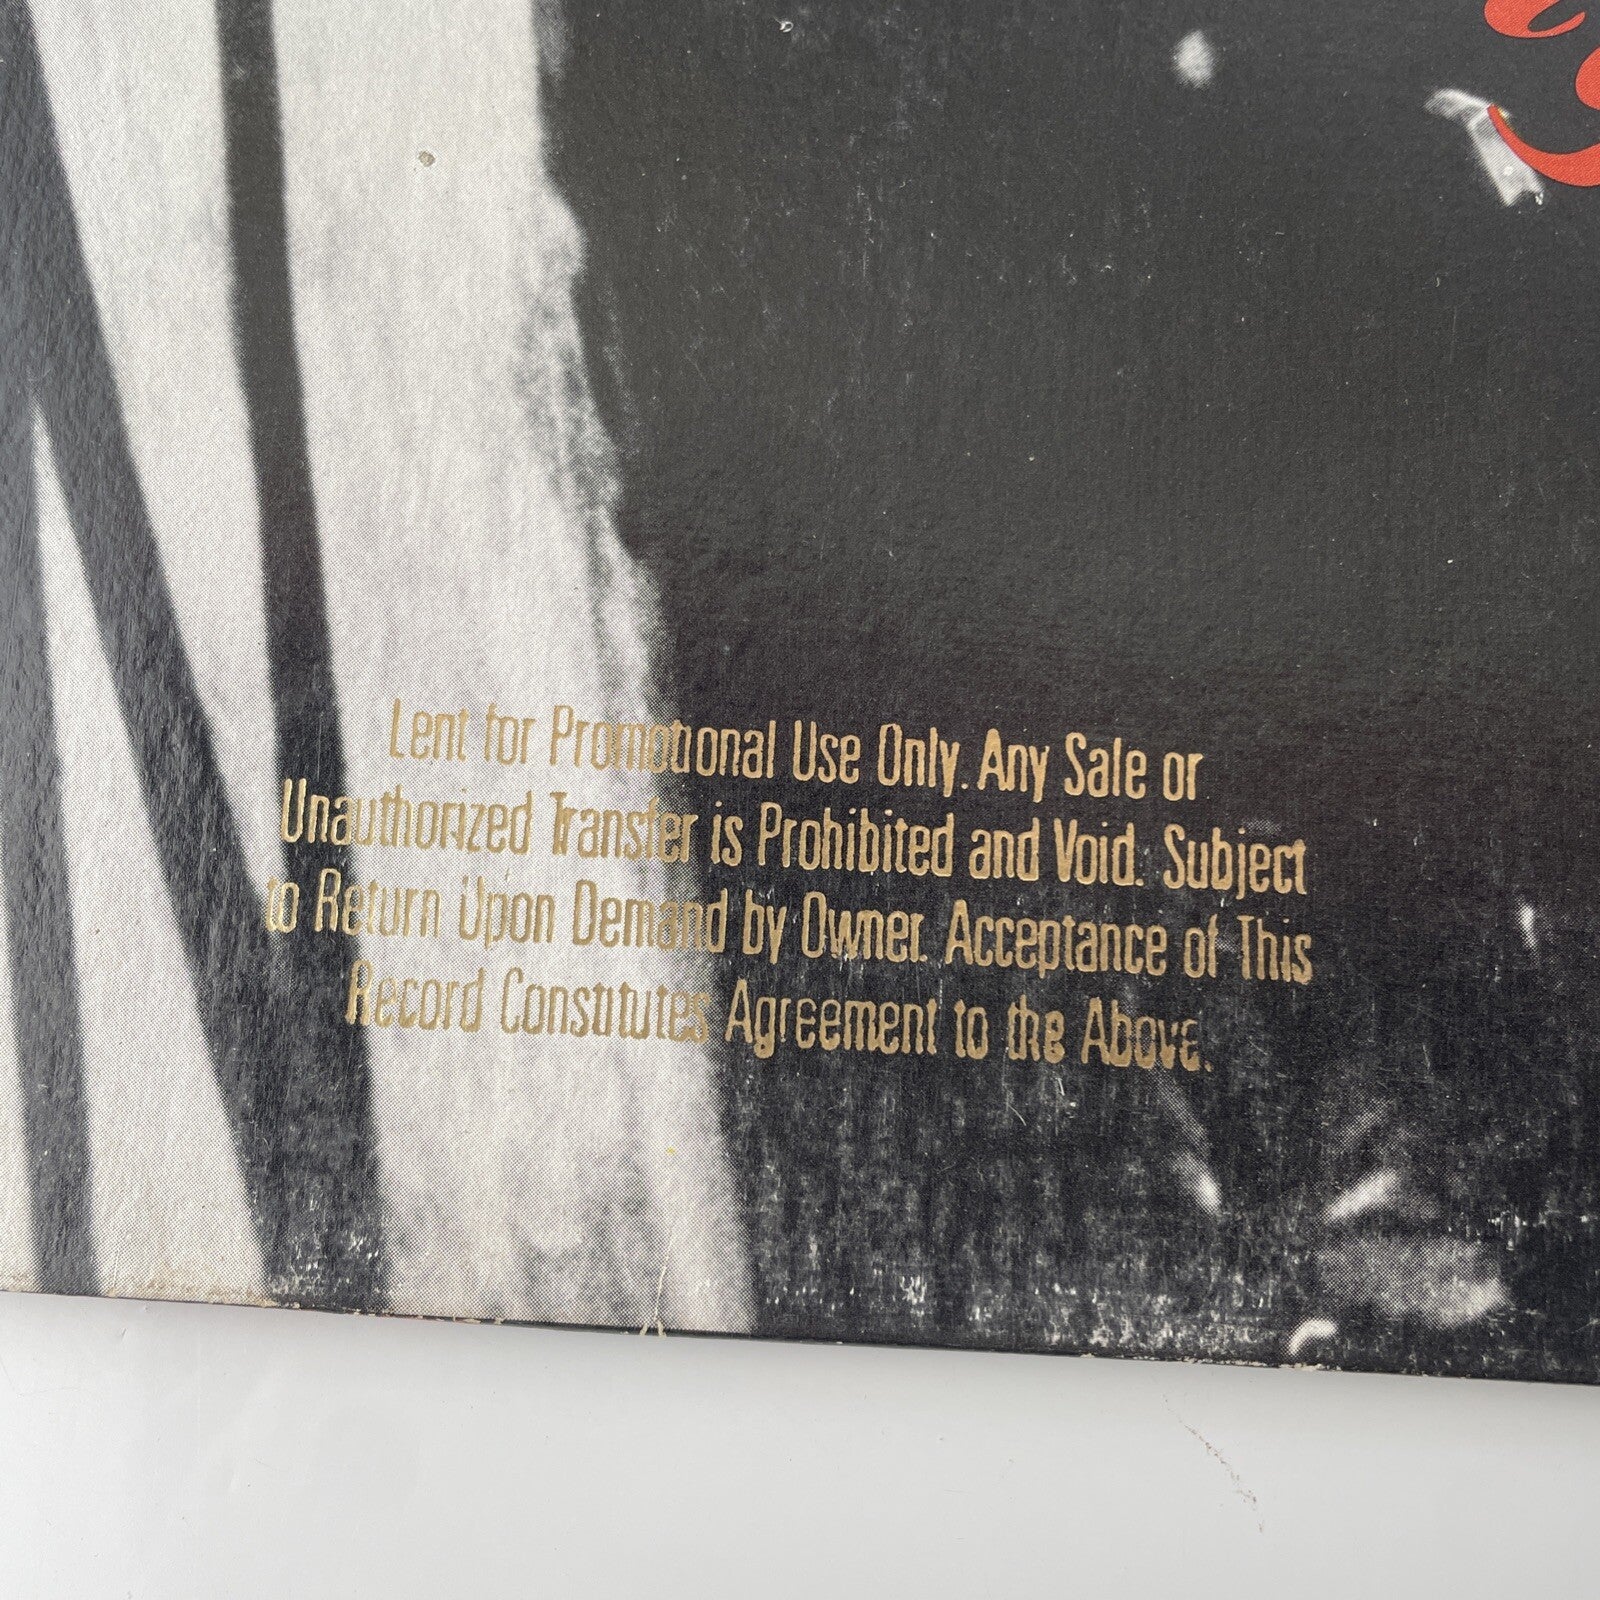 Lent for Promotional Use Only. Any Sale or
Unauthorized Transfer is Prohibited and Void. Subject
to Return Upon Demand by Owner. Acceptance of This
Record Constitutes Agreement to the Above.